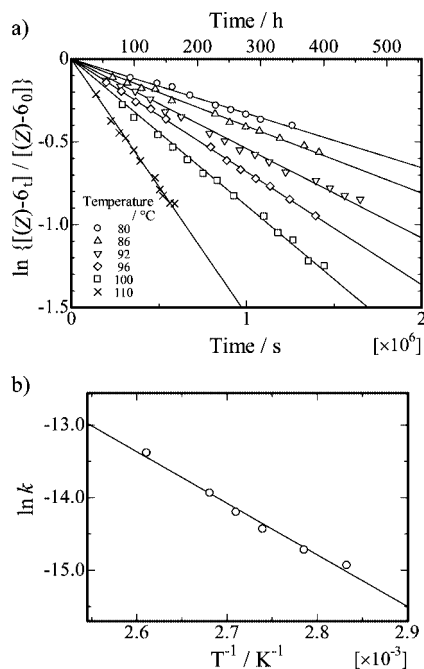 a)
Time / h
0 100 200 300 400 500
ln {[(Z)-6t] / [(Z)-60]}
0
-0.5
-1.0
-1.5
Temperature
/ °C
80
86
92
96
100
110
0 1 2
Time / s [×10⁶]
b)
ln k
-13.0
-14.0
-15.0
2.6 2.7 2.8 2.9
T⁻¹ / K⁻¹ [×10⁻³]